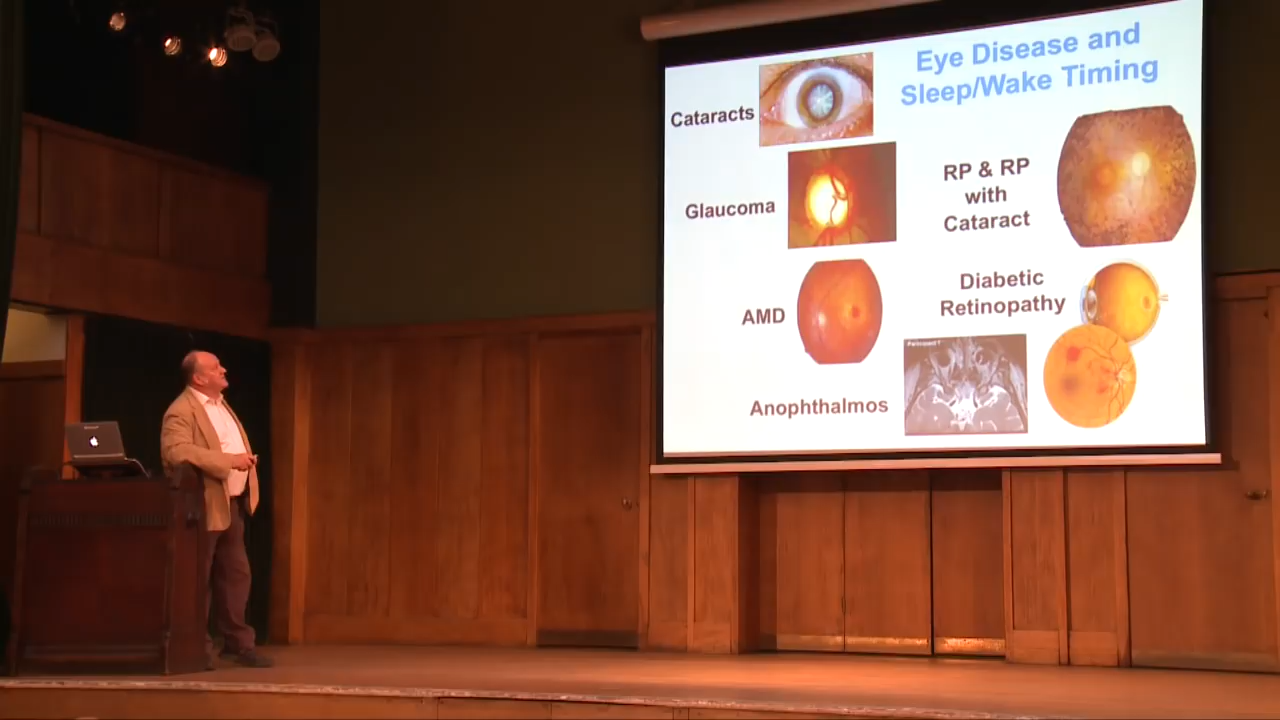 Eye Disease and
Sleep/Wake Timing
Cataracts
Glaucoma
AMD
Anophthalmos
RP & RP
with
Cataract
Diabetic
Retinopathy